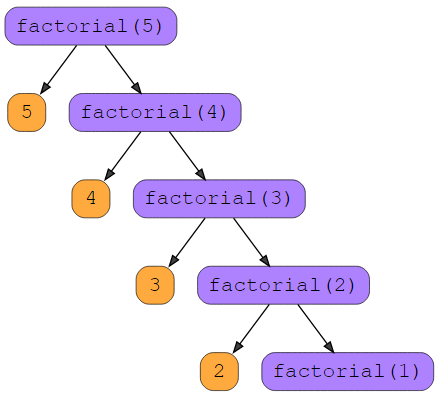 factorial(5)
5
factorial(4)
4
factorial(3)
3
factorial(2)
2
factorial(1)